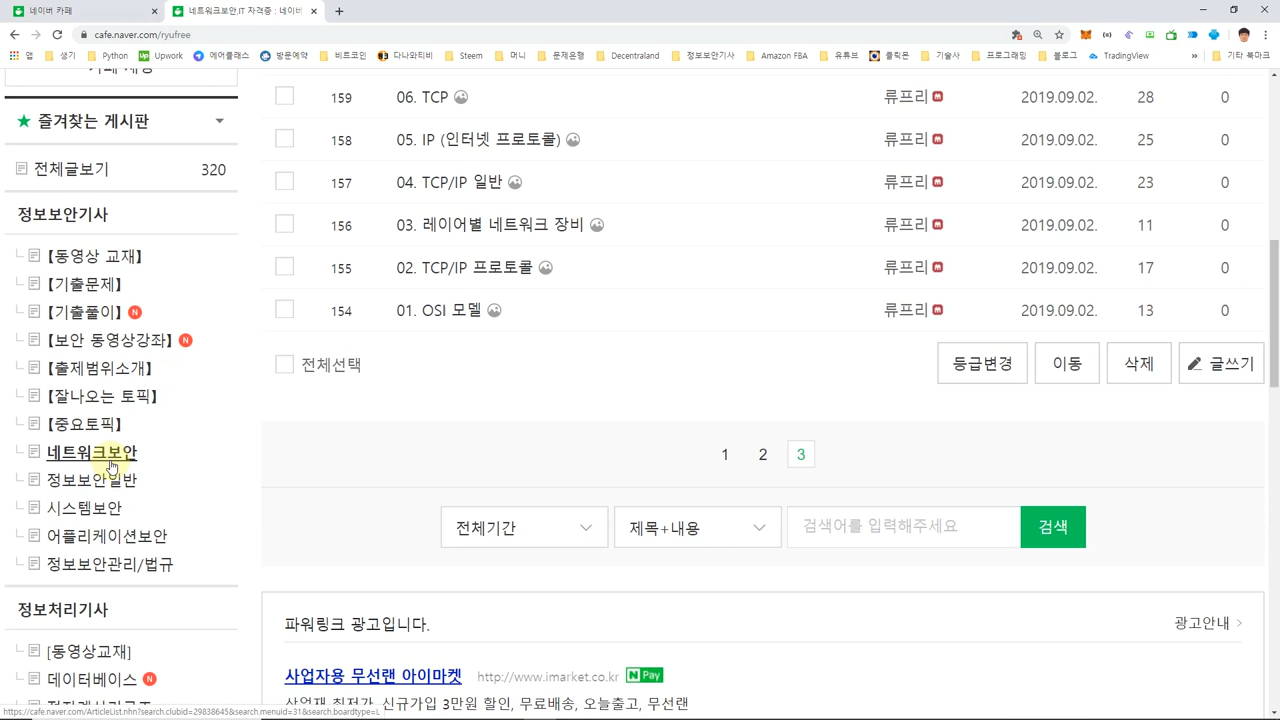 네이버 카페
네트워크보안,IT 자격증 : 네이버
cafe.naver.com/ryufree
앱 생기 Python Upwork 에어클래스 방문예약 비트코인 다나와티비 Steem 머니 문제은행 Decentraland 정보보안기사 Amazon FBA 유튜브 클릭몬 기술사 프로그래밍 블로그 TradingView » 기타 북마크
즐겨찾는 게시판
전체글보기 320
정보보안기사
【동영상 교재】
【기출문제】
【기출풀이】 N
【보안 동영상강좌】 N
【출제범위소개】
【잘나오는 토픽】
【중요토픽】
네트워크보안
정보보안일반
시스템보안
어플리케이션보안
정보보안관리/법규
정보처리기사
[동영상교재]
데이터베이스 N
159 06. TCP 류프리 2019.09.02. 28 0
158 05. IP (인터넷 프로토콜) 류프리 2019.09.02. 25 0
157 04. TCP/IP 일반 류프리 2019.09.02. 23 0
156 03. 레이어별 네트워크 장비 류프리 2019.09.02. 11 0
155 02. TCP/IP 프로토콜 류프리 2019.09.02. 17 0
154 01. OSI 모델 류프리 2019.09.02. 13 0
전체선택 등급변경 이동 삭제 글쓰기
1 2 3
전체기간 제목+내용 검색어를 입력해주세요 검색
파워링크 광고입니다. 광고안내
사업자용 무선랜 아이마켓 http://www.imarket.co.kr N Pay
사업재 최저가, 신규가입 3만원 할인, 무료배송, 오늘출고, 무선랜
https://cafe.naver.com/ArticleList.nhn?search.clubid=29838645&search.menuid=31&search.boardtype=L